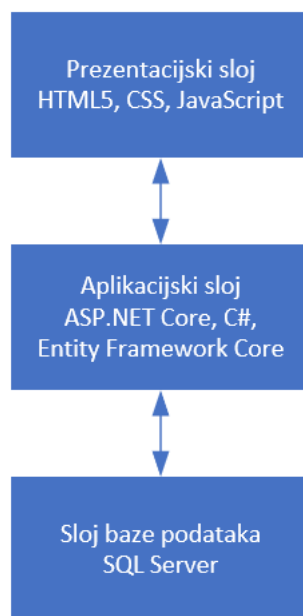 Prezentacijski sloj
HTML5, CSS, JavaScript
Aplikacijski sloj
ASP.NET Core, C#,
Entity Framework Core
Sloj baze podataka
SQL Server